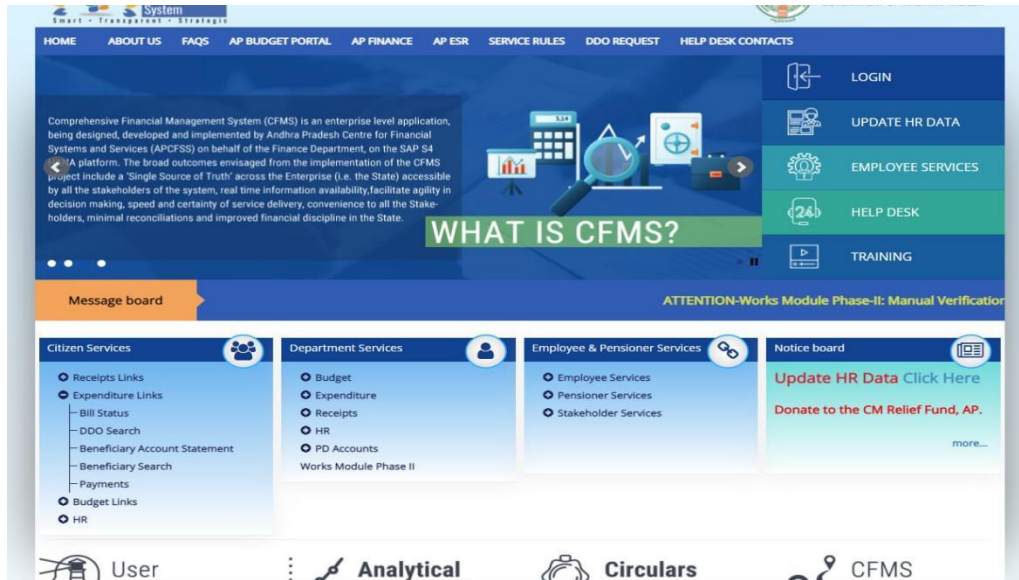 System
Smart • Transparent • Strategic
HOME ABOUT US FAQS AP BUDGET PORTAL AP FINANCE AP ESR SERVICE RULES DDO REQUEST HELP DESK CONTACTS
Comprehensive Financial Management System (CFMS) is an enterprise level application,
being designed, developed and implemented by Andhra Pradesh Centre for Financial
Systems and Services (APCFSS) on behalf of the Finance Department, on the SAP S4
platform. The broad outcomes envisaged from the implementation of the CFMS
project include a 'Single Source of Truth' across the Enterprise (i.e. the State) accessible
by all the stakeholders of the system, real time information availability,facilitate agility in
decision making, speed and certainty of service delivery, convenience to all the Stake-
holders, minimal reconciliations and improved financial discipline in the State.
WHAT IS CFMS?
LOGIN
UPDATE HR DATA
EMPLOYEE SERVICES
24
HELP DESK
TRAINING
Message board
ATTENTION-Works Module Phase-II: Manual Verification
Citizen Services
Receipts Links
Expenditure Links
Bill Status
DDO Search
Beneficiary Account Statement
Beneficiary Search
Payments
Budget Links
HR
Department Services
Budget
Expenditure
Receipts
HR
PD Accounts
Works Module Phase II
Employee & Pensioner Services
Employee Services
Pensioner Services
Stakeholder Services
Notice board
Update HR Data Click Here
Donate to the CM Relief Fund, AP.
more...
User
Analytical
Circulars
CFMS